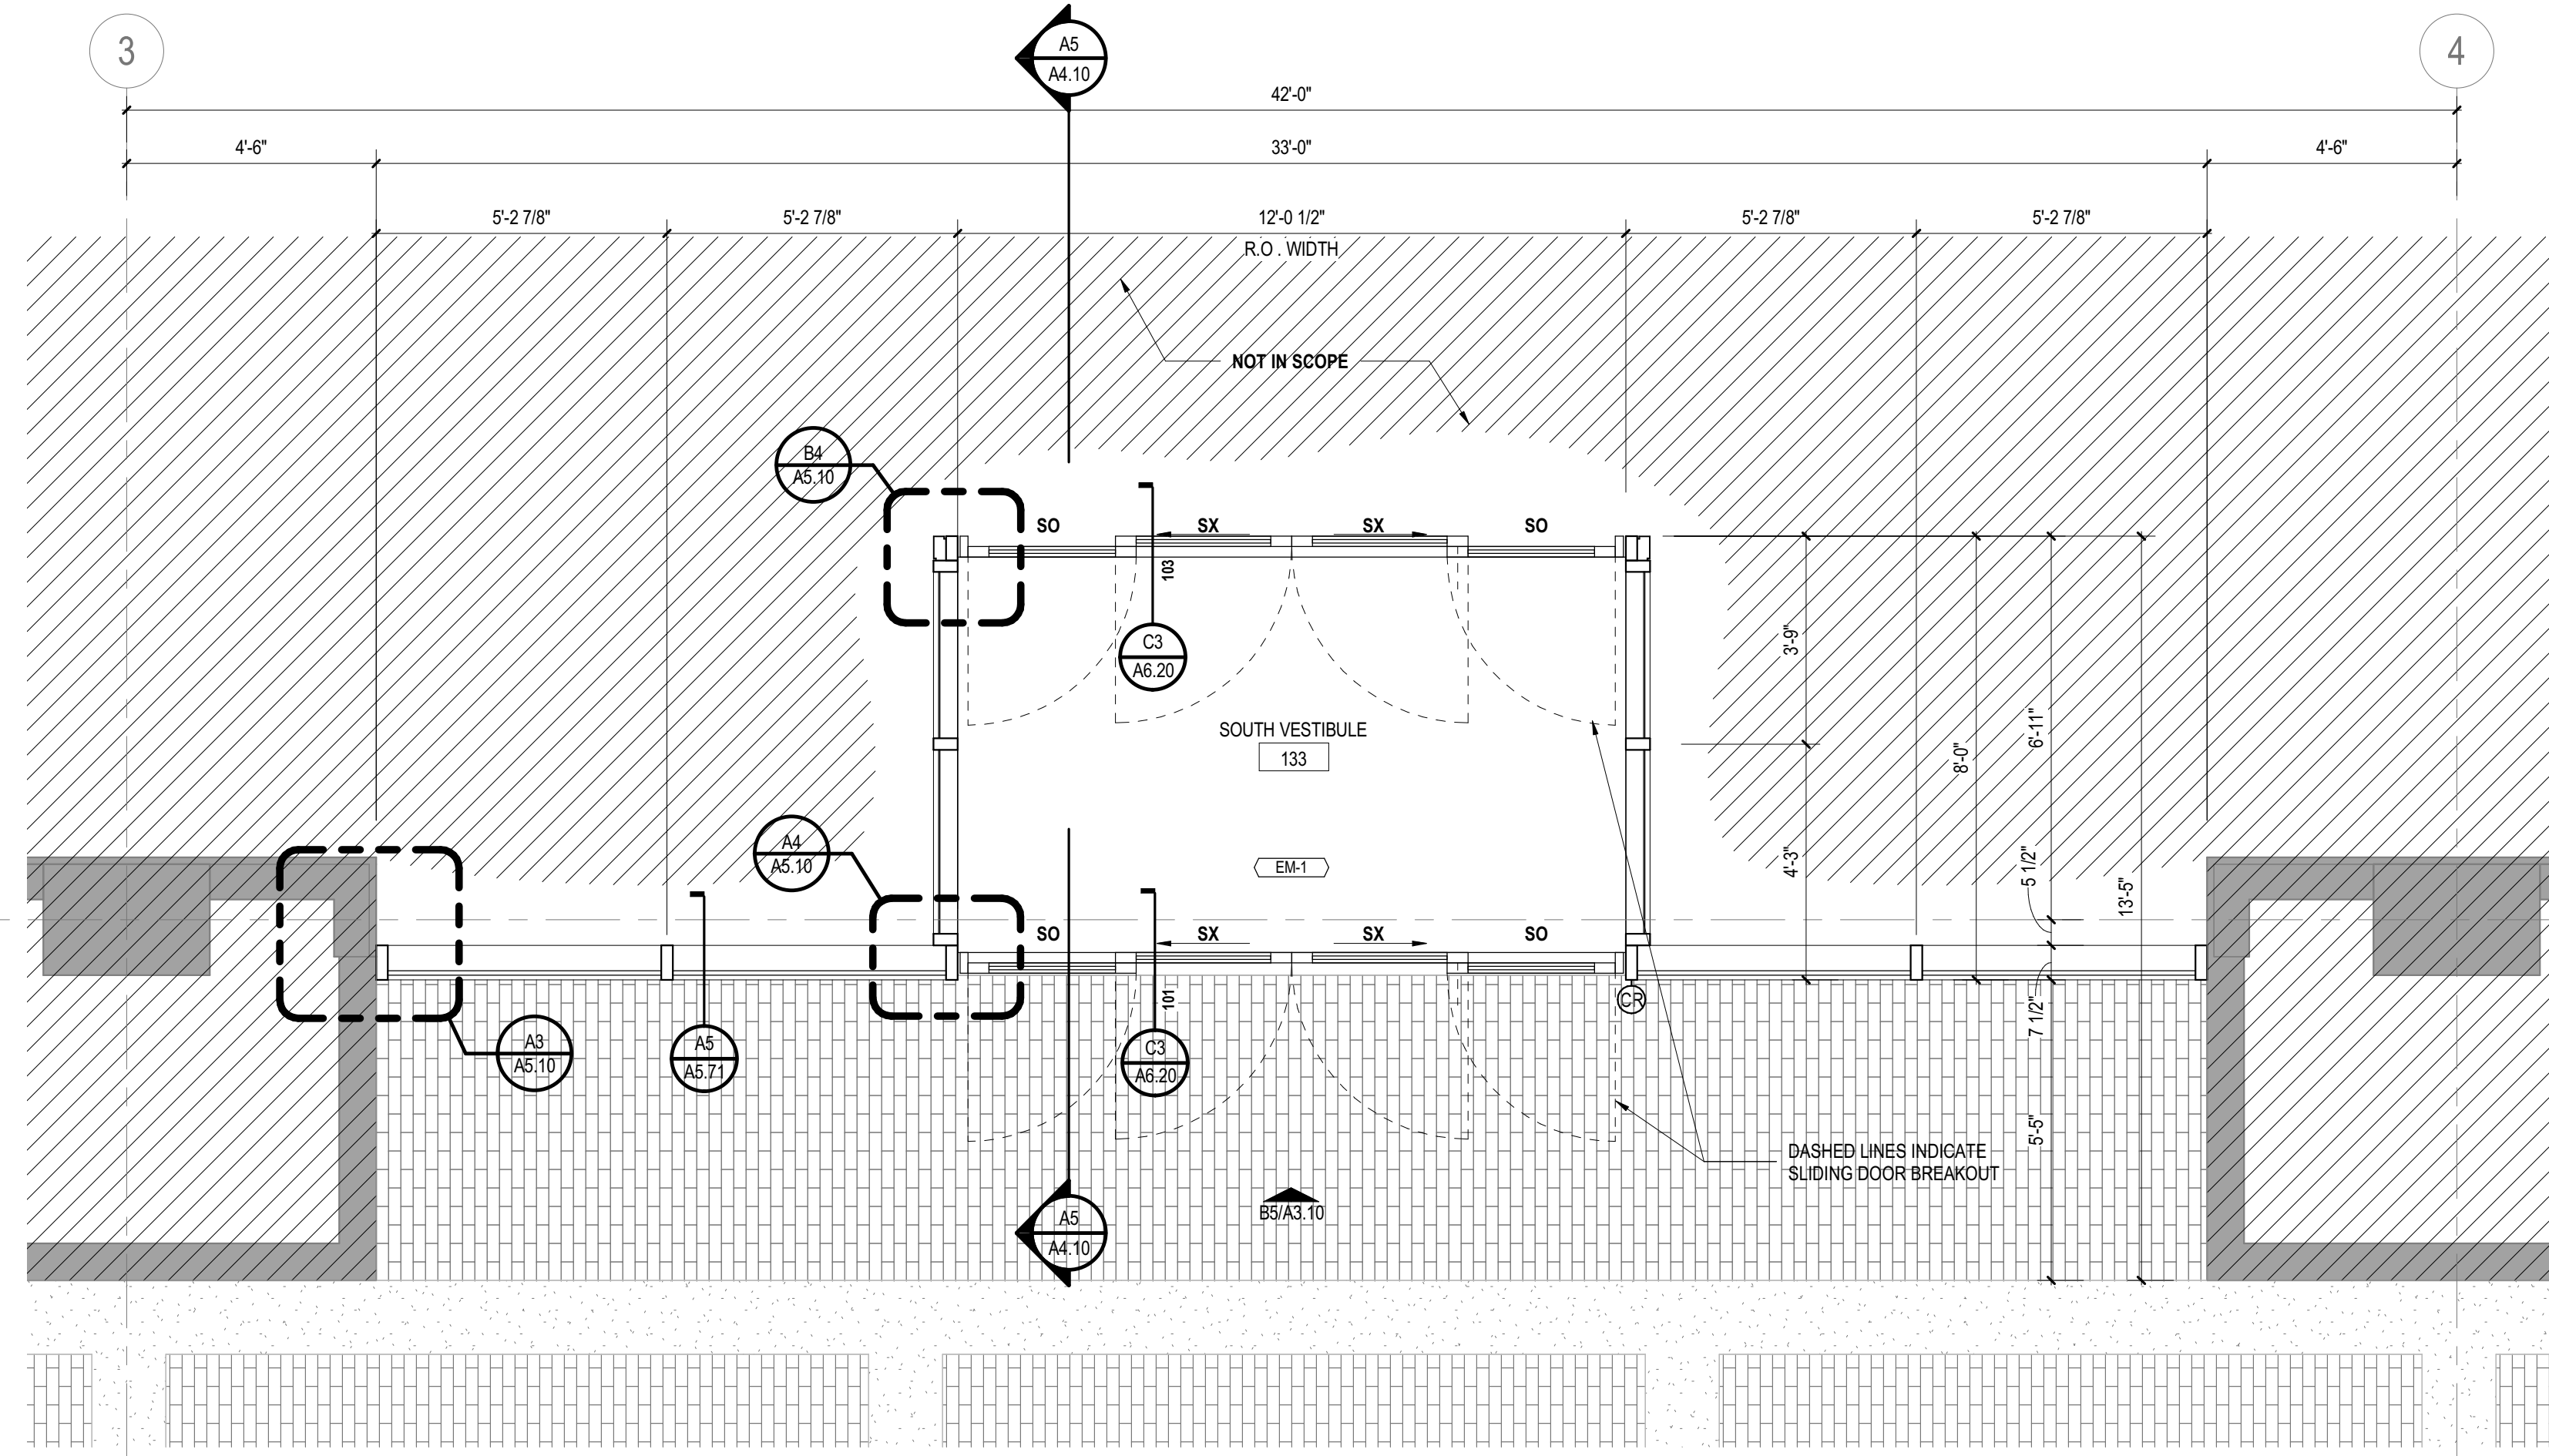 3
A5
A4.10
4
42'-0"
4'-6"
33'-0"
4'-6"
5'-2 7/8"
5'-2 7/8"
12'-0 1/2"
5'-2 7/8"
5'-2 7/8"
R.O . WIDTH
NOT IN SCOPE
B4
A5.10
SO
SX
SX
SO
103
C3
A6.20
3'-9"
SOUTH VESTIBULE
133
6'-11"
8'-0"
A4
A5.10
EM-1
4'-3"
5 1/2"
13'-5"
SO
SX
SX
SO
101
CR
7 1/2"
A3
A5.10
A5
A5.71
C3
A6.20
5'-5"
DASHED LINES INDICATE
SLIDING DOOR BREAKOUT
A5
A4.10
B5/A3.10